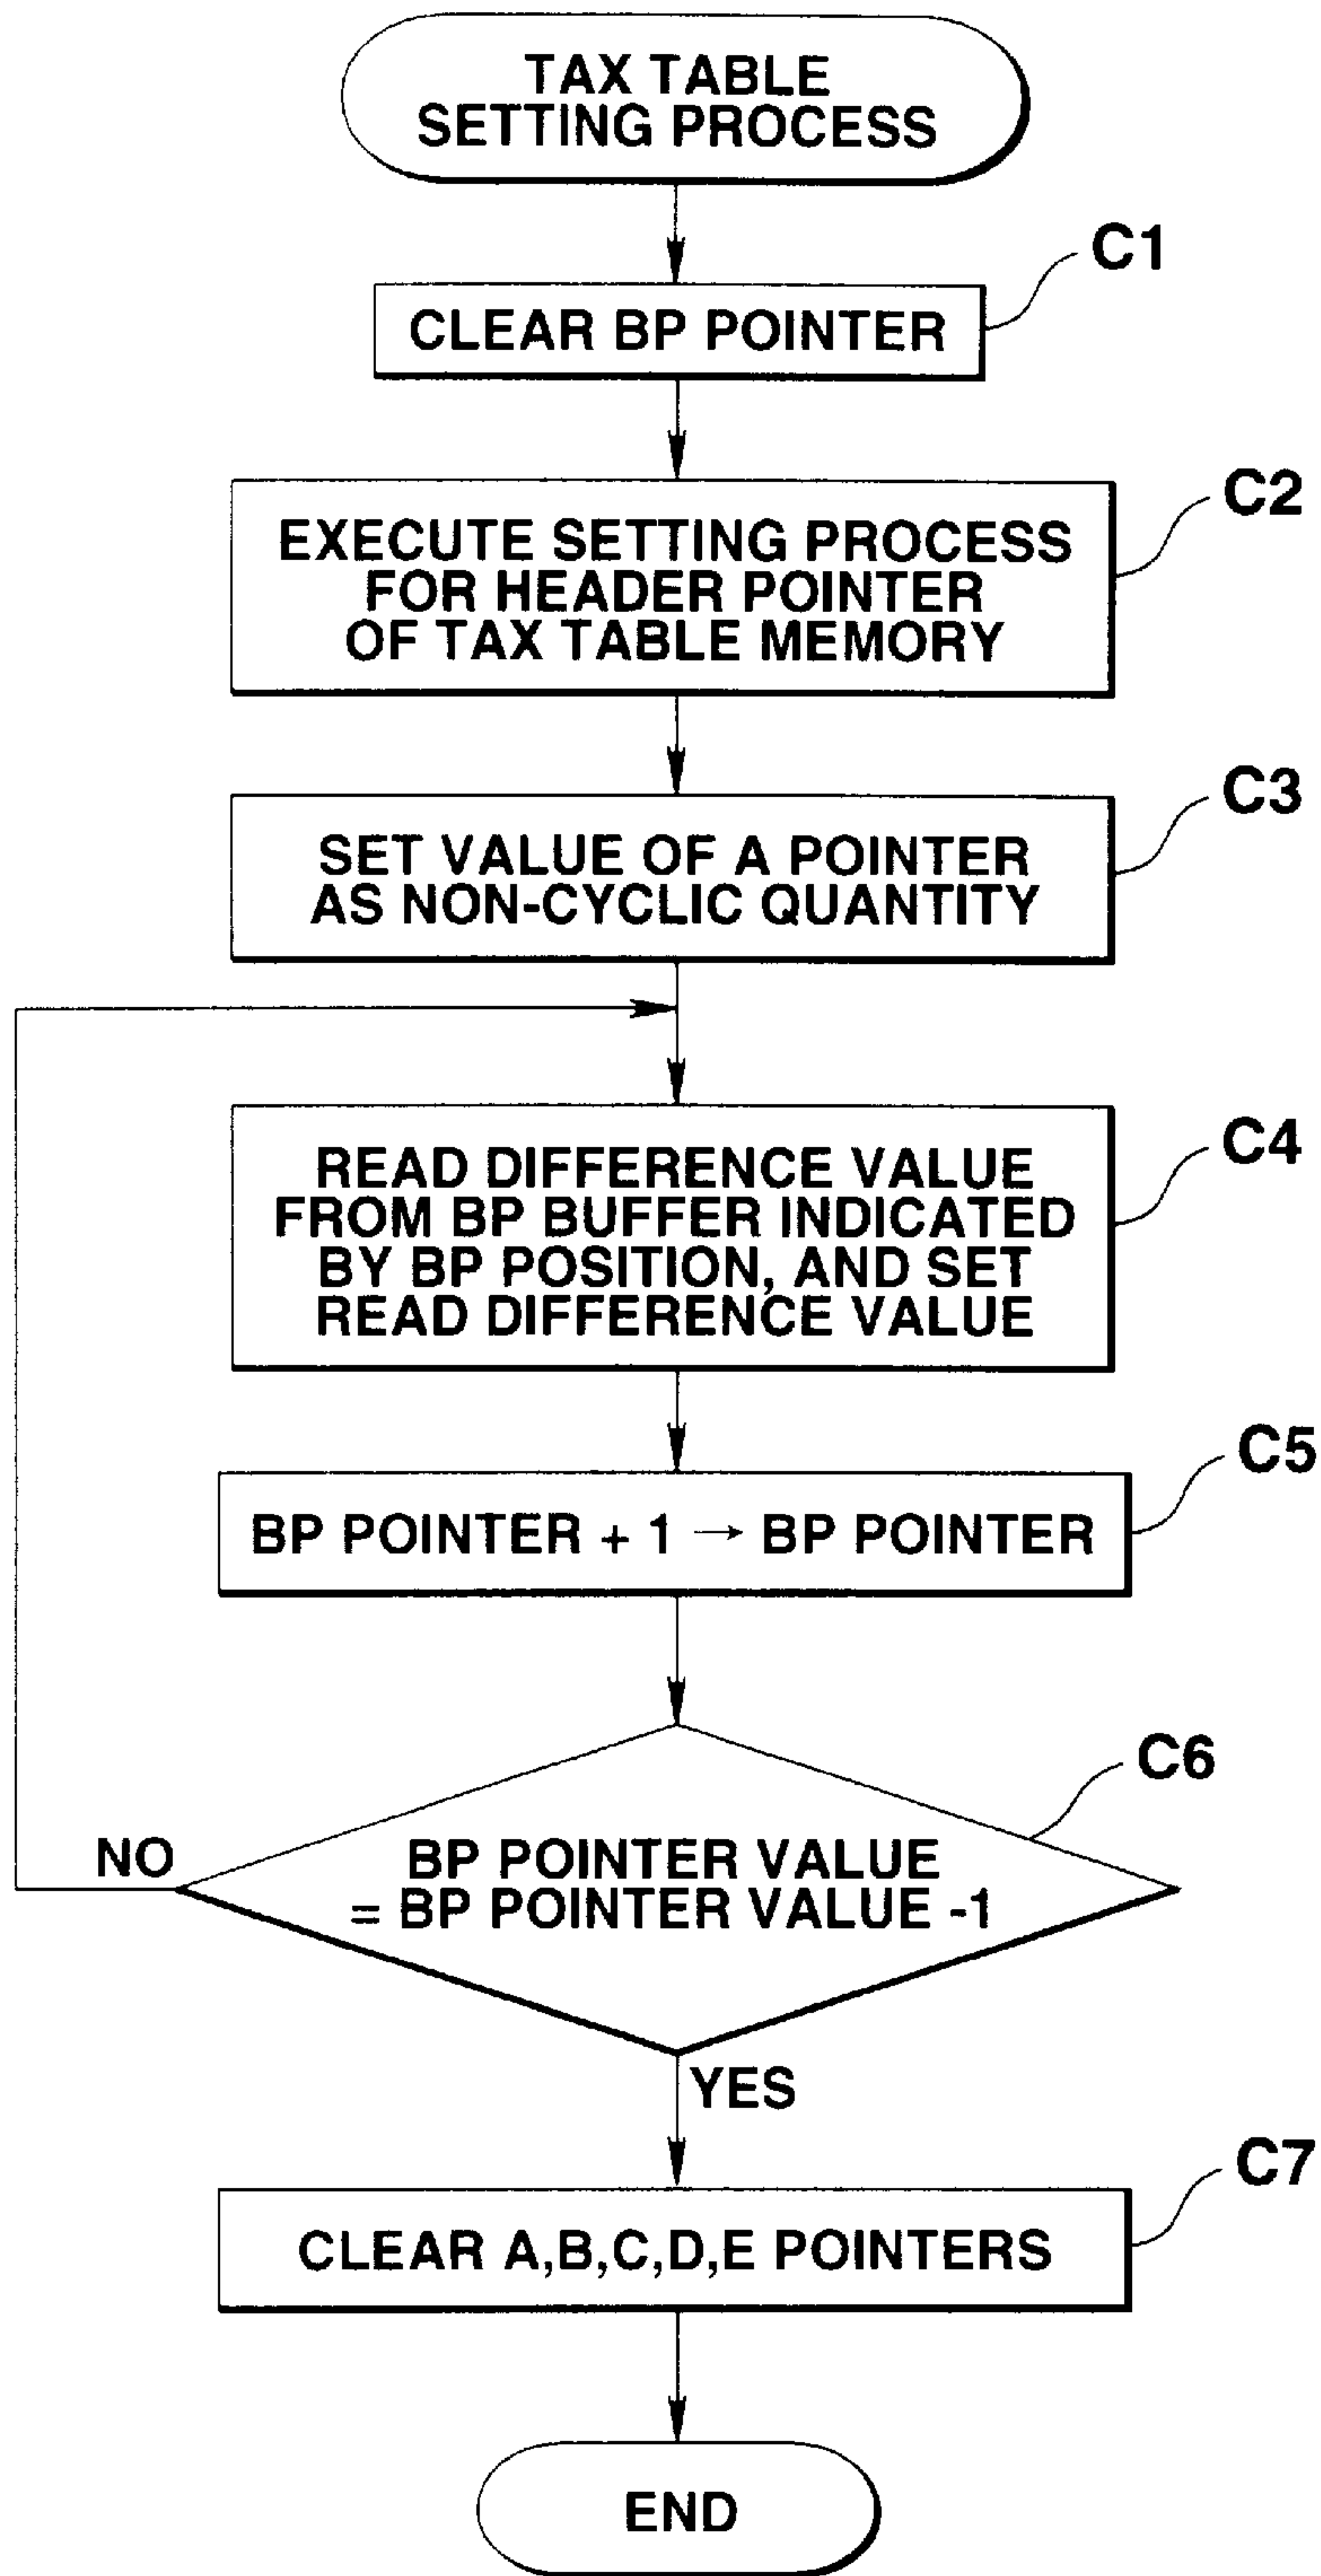 TAX TABLE
SETTING PROCESS
C1
CLEAR BP POINTER
C2
EXECUTE SETTING PROCESS
FOR HEADER POINTER
OF TAX TABLE MEMORY
C3
SET VALUE OF A POINTER
AS NON-CYCLIC QUANTITY
C4
READ DIFFERENCE VALUE
FROM BP BUFFER INDICATED
BY BP POSITION, AND SET
READ DIFFERENCE VALUE
C5
BP POINTER + 1 → BP POINTER
C6
NO
BP POINTER VALUE
= BP POINTER VALUE -1
YES
C7
CLEAR A,B,C,D,E POINTERS
END